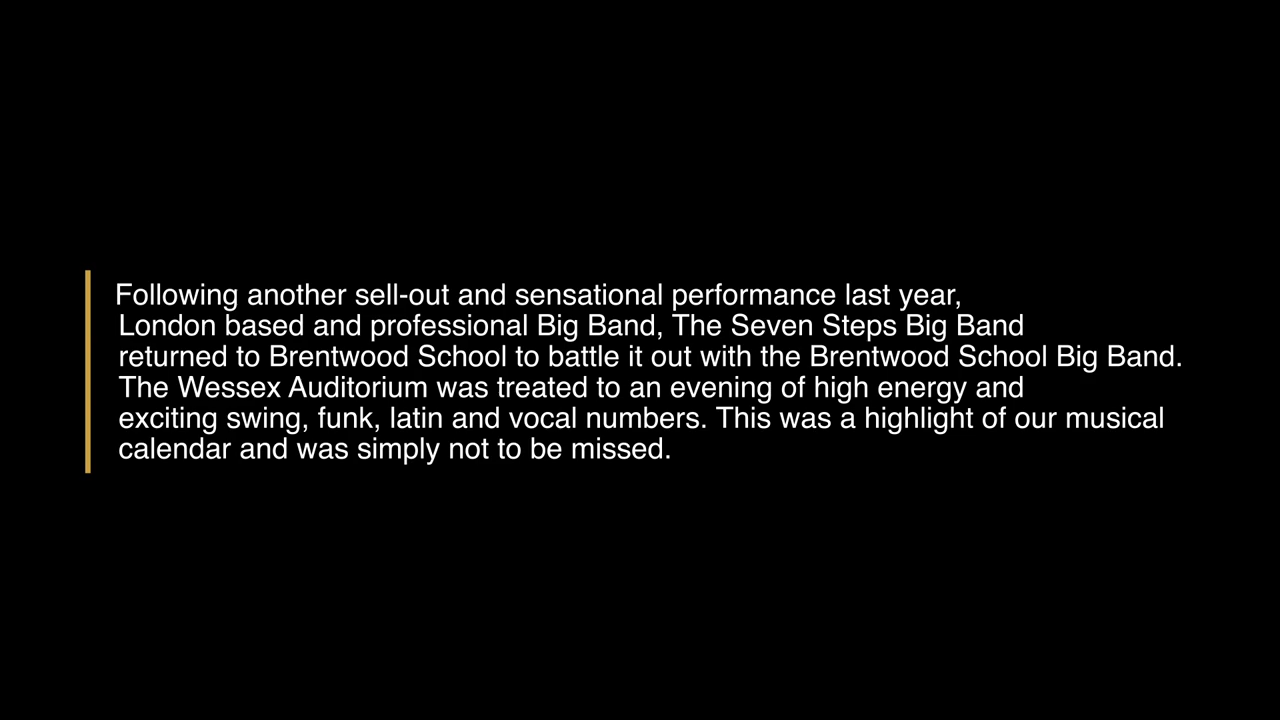 Following another sell-out and sensational performance last year,
London based and professional Big Band, The Seven Steps Big Band
returned to Brentwood School to battle it out with the Brentwood School Big Band.
The Wessex Auditorium was treated to an evening of high energy and
exciting swing, funk, latin and vocal numbers. This was a highlight of our musical
calendar and was simply not to be missed.